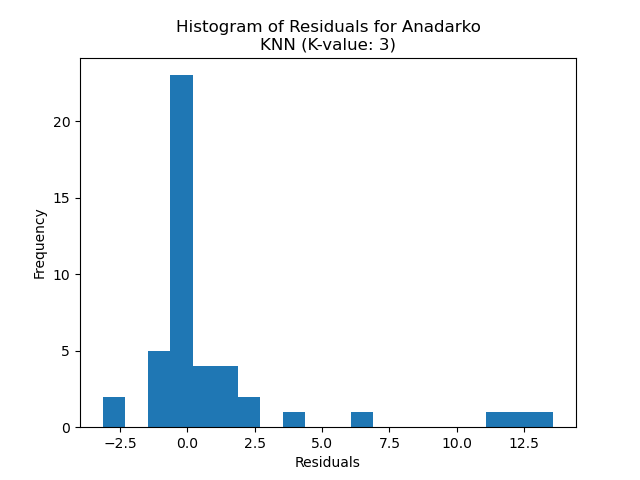 Histogram of Residuals for Anadarko
KNN (K-value: 3)
20
15
10
5
0
Frequency
−2.5 0.0 2.5 5.0 7.5 10.0 12.5
Residuals